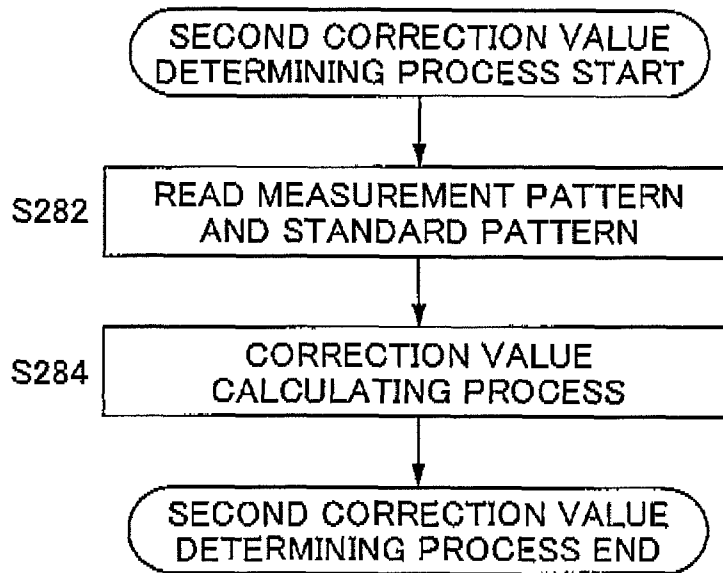 SECOND CORRECTION VALUE
DETERMINING PROCESS START
S282
READ MEASUREMENT PATTERN
AND STANDARD PATTERN
S284
CORRECTION VALUE
CALCULATING PROCESS
SECOND CORRECTION VALUE
DETERMINING PROCESS END